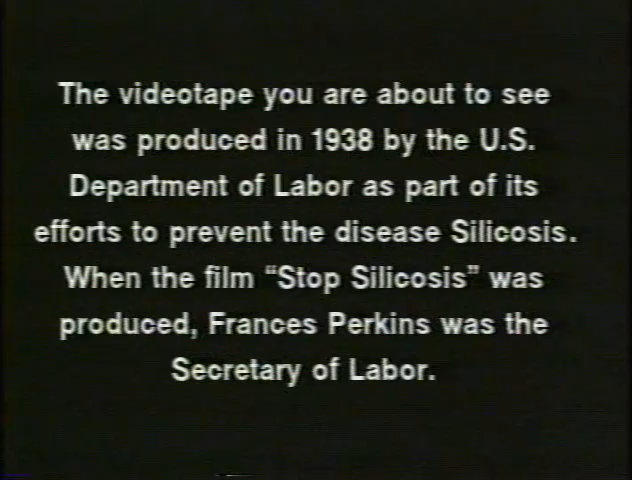 The videotape you are about to see
was produced in 1938 by the U.S.
Department of Labor as part of its
efforts to prevent the disease Silicosis.
When the film “Stop Silicosis” was
produced, Frances Perkins was the
Secretary of Labor.